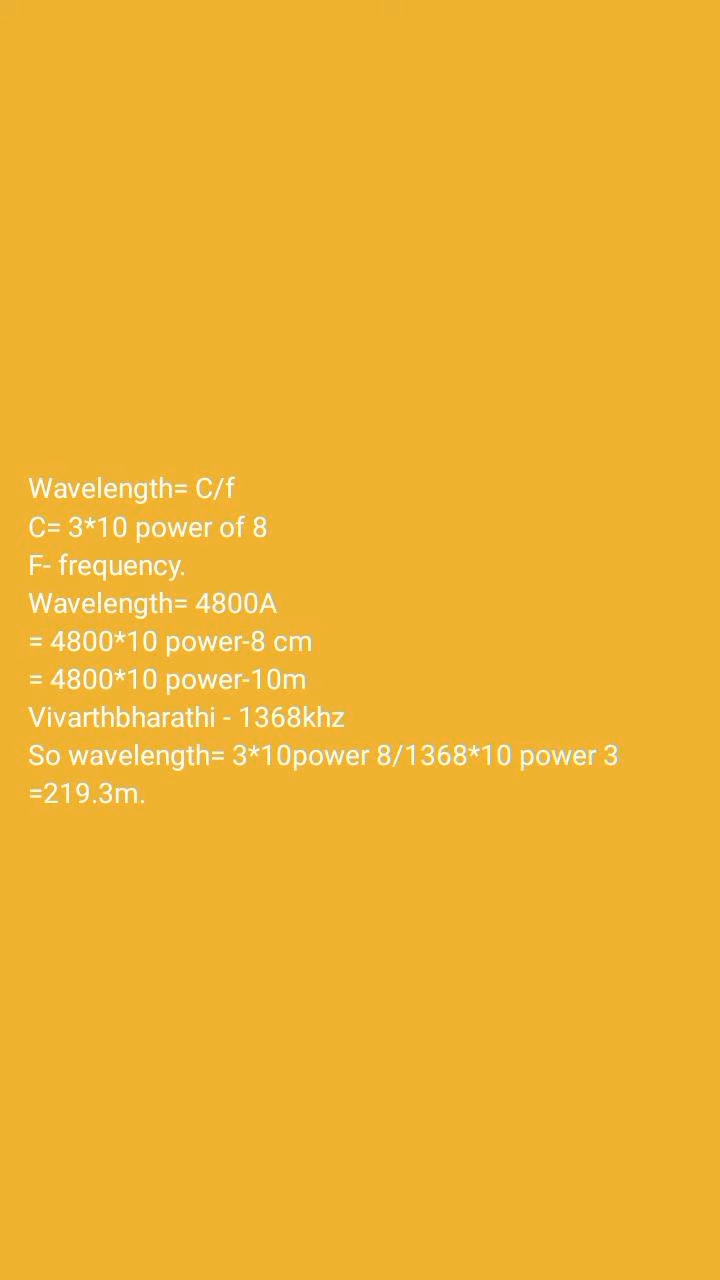 Wavelength= C/f
C= 3*10 power of 8
F- frequency.
Wavelength= 4800A
= 4800*10 power-8 cm
= 4800*10 power-10m
Vivarthbharathi - 1368khz
So wavelength= 3*10power 8/1368*10 power 3
=219.3m.